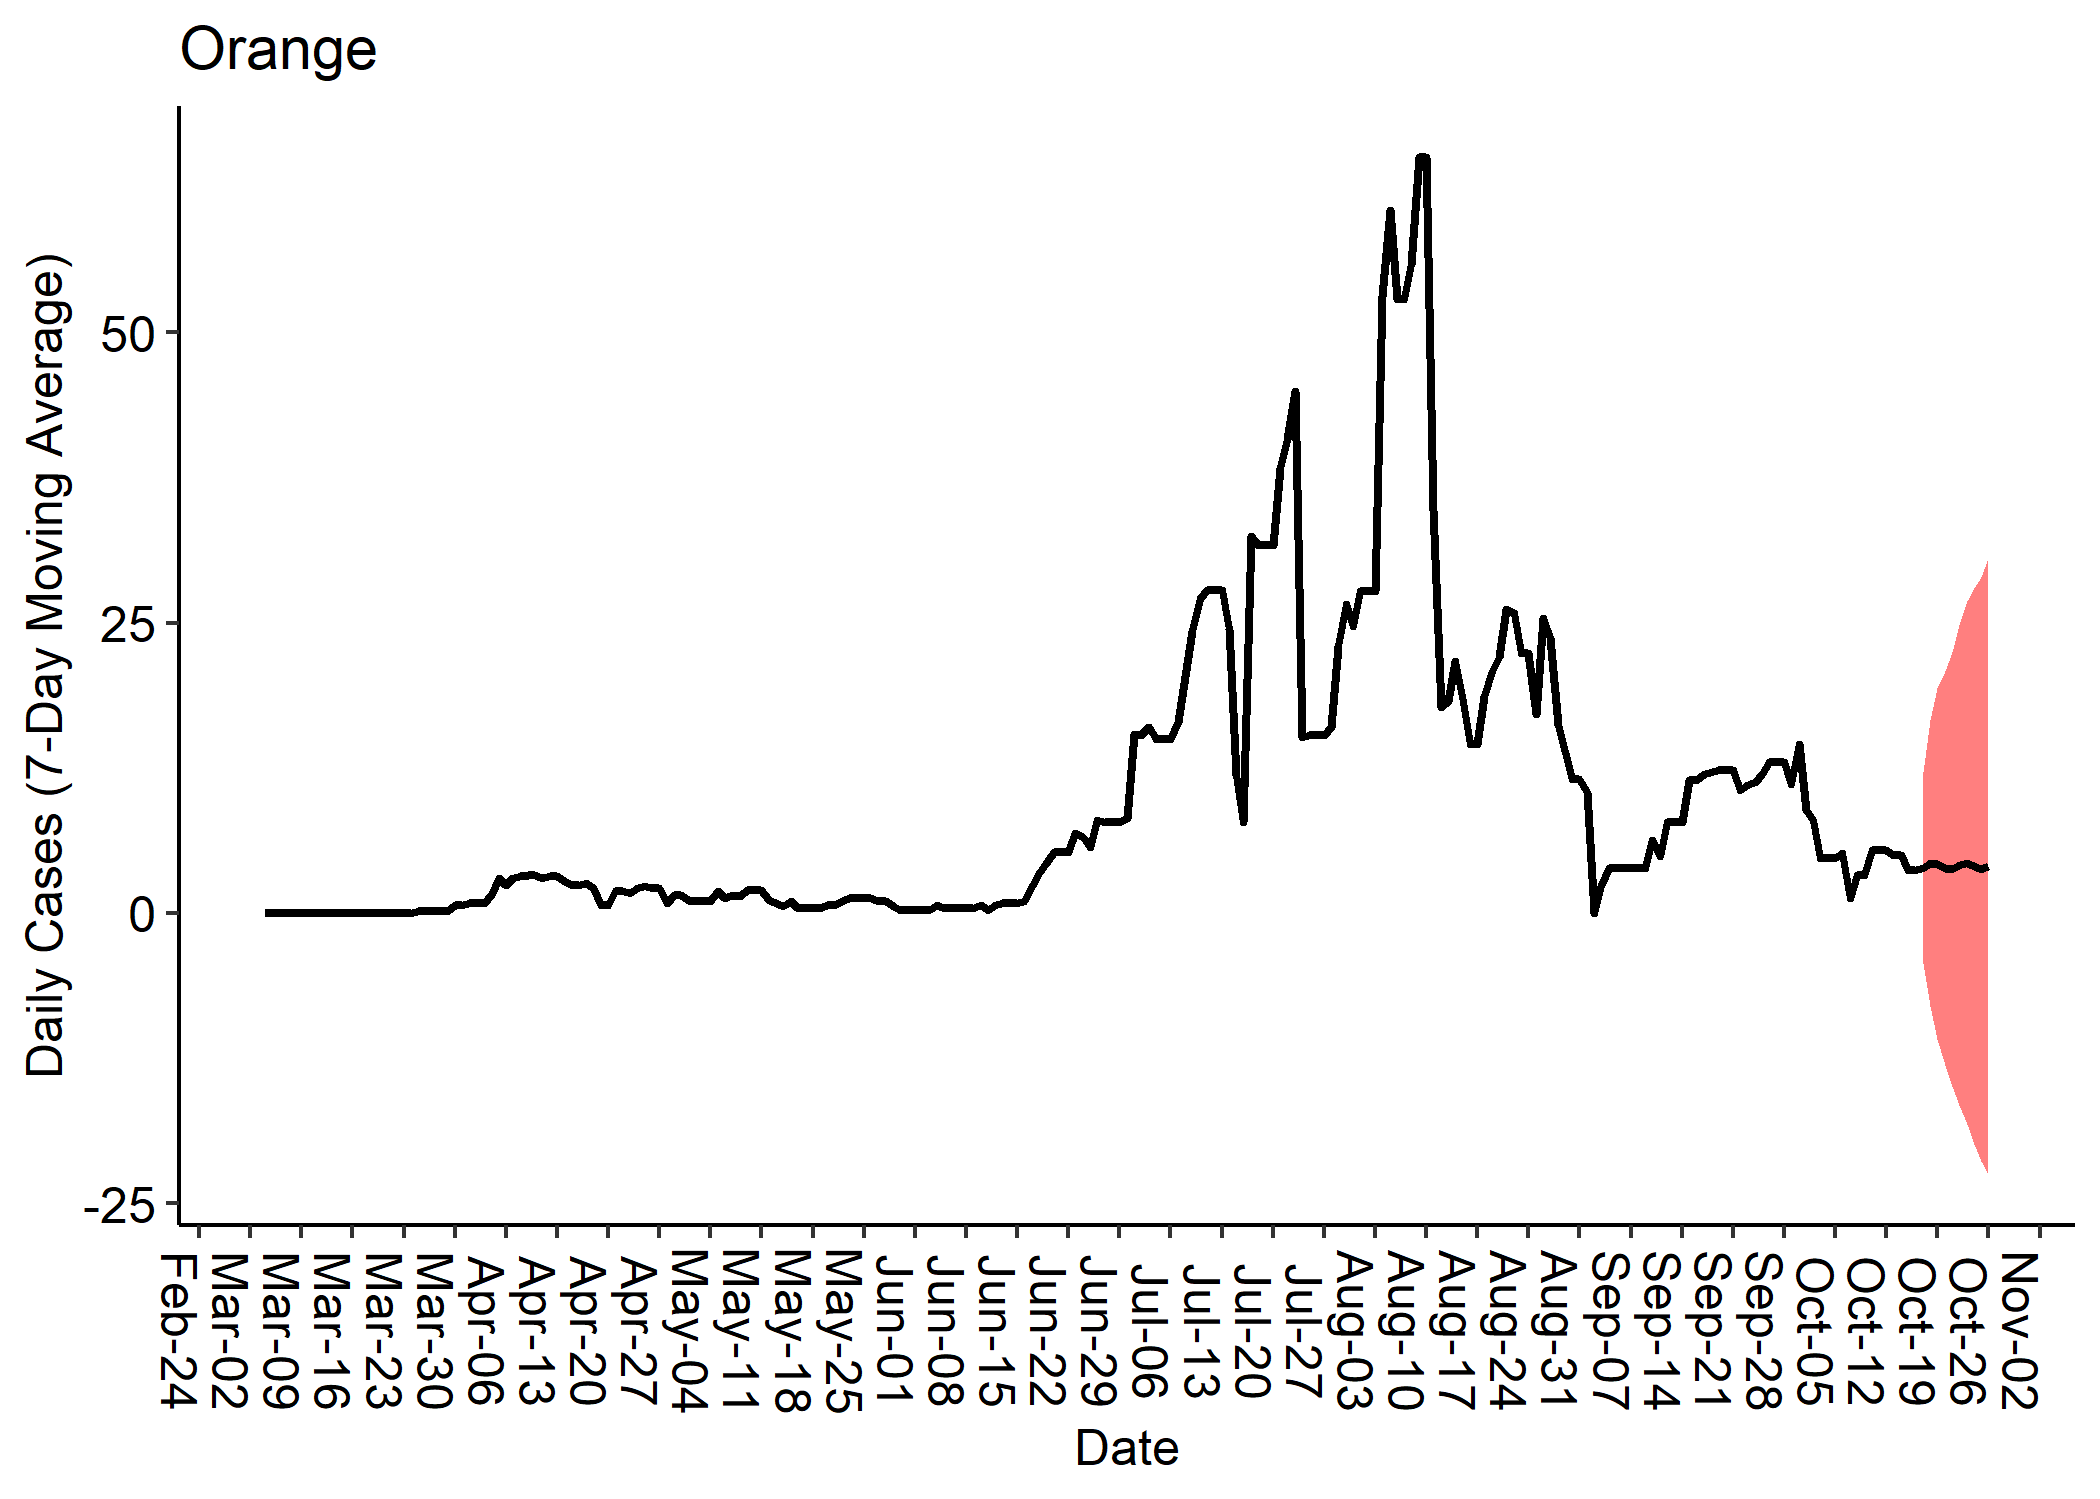 Orange
Daily Cases (7-Day Moving Average)
50
25
0
-25
Feb-24
Mar-02
Mar-09
Mar-16
Mar-23
Mar-30
Apr-06
Apr-13
Apr-20
Apr-27
May-04
May-11
May-18
May-25
Jun-01
Jun-08
Jun-15
Jun-22
Jun-29
Jul-06
Jul-13
Jul-20
Jul-27
Aug-03
Aug-10
Aug-17
Aug-24
Aug-31
Sep-07
Sep-14
Sep-21
Sep-28
Oct-05
Oct-12
Oct-19
Oct-26
Nov-02
Date